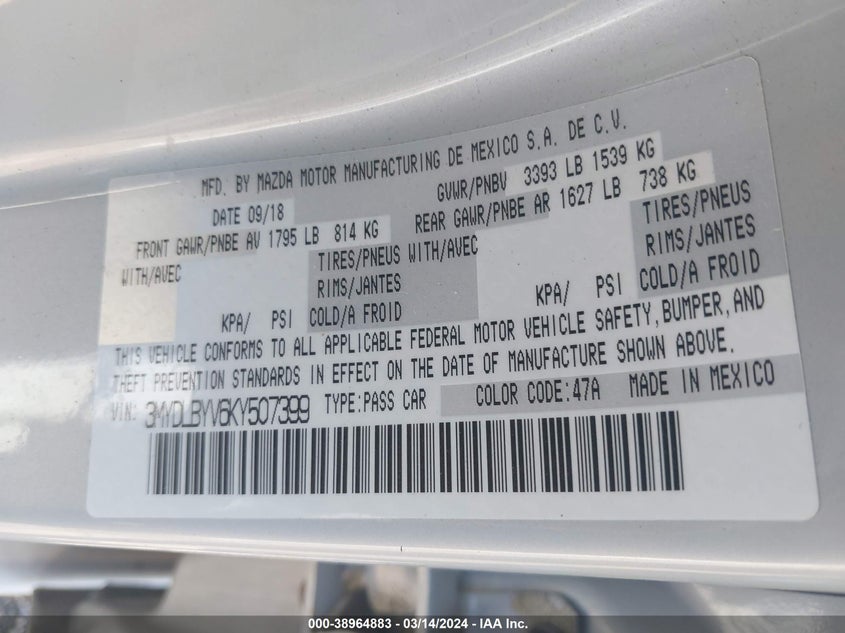 MFD. BY MAZDA MOTOR MANUFACTURING DE MEXICO S.A. DE C.V.
DATE 09/18 GVWR/PNBV 3393 LB 1539 KG
FRONT GAWR/PNBE AV 1795 LB 814 KG REAR GAWR/PNBE AR 1627 LB 738 KG
WITH/AVEC TIRES/PNEUS WITH/AVEC TIRES/PNEUS
RIMS/JANTES RIMS/JANTES
KPA/ PSI COLD/A FROID KPA/ PSI COLD/A FROID
THIS VEHICLE CONFORMS TO ALL APPLICABLE FEDERAL MOTOR VEHICLE SAFETY, BUMPER, AND
THEFT PREVENTION STANDARDS IN EFFECT ON THE DATE OF MANUFACTURE SHOWN ABOVE.
VIN: 3MYDLBYV6KY507399 TYPE:PASS CAR COLOR CODE:47A MADE IN MEXICO
000-38964883 - 03/14/2024 - IAA Inc.